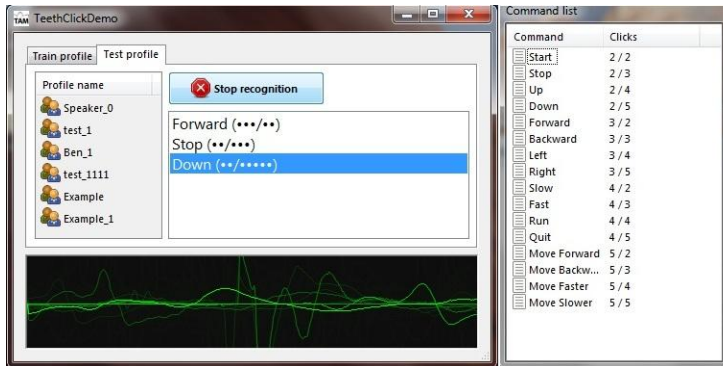 TAM TeethClickDemo
Train profile Test profile
Profile name
Speaker_0
test_1
Ben_1
test_1111
Example
Example_1
Stop recognition
Forward (•••/••)
Stop (••/•••)
Down (••/•••••)
Command list
Command Clicks
Start 2 / 2
Stop 2 / 3
Up 2 / 4
Down 2 / 5
Forward 3 / 2
Backward 3 / 3
Left 3 / 4
Right 3 / 5
Slow 4 / 2
Fast 4 / 3
Run 4 / 4
Quit 4 / 5
Move Forward 5 / 2
Move Backw... 5 / 3
Move Faster 5 / 4
Move Slower 5 / 5